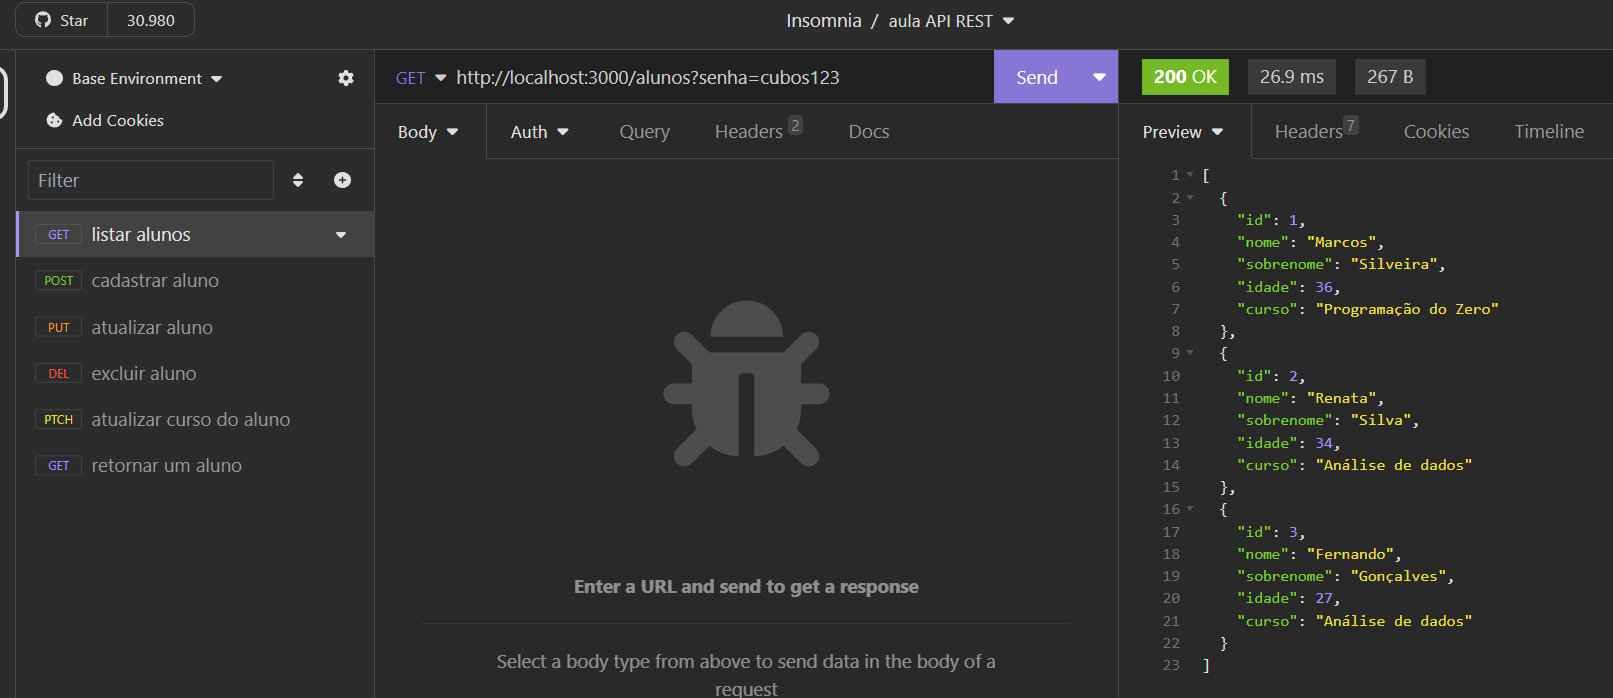 Star 30.980
Insomnia / aula API REST
Base Environment
Add Cookies
Filter
GET listar alunos
POST cadastrar aluno
PUT atualizar aluno
DEL excluir aluno
PTCH atualizar curso do aluno
GET retornar um aluno
GET http://localhost:3000/alunos?senha=cubos123 Send
Body Auth Query Headers 2 Docs
Enter a URL and send to get a response
Select a body type from above to send data in the body of a
request
200 OK 26.9 ms 267 B
Preview Headers 7 Cookies Timeline
1 [
2 {
3 "id": 1,
4 "nome": "Marcos",
5 "sobrenome": "Silveira",
6 "idade": 36,
7 "curso": "Programação do Zero"
8 },
9 {
10 "id": 2,
11 "nome": "Renata",
12 "sobrenome": "Silva",
13 "idade": 34,
14 "curso": "Análise de dados"
15 },
16 {
17 "id": 3,
18 "nome": "Fernando",
19 "sobrenome": "Gonçalves",
20 "idade": 27,
21 "curso": "Análise de dados"
22 }
23 ]